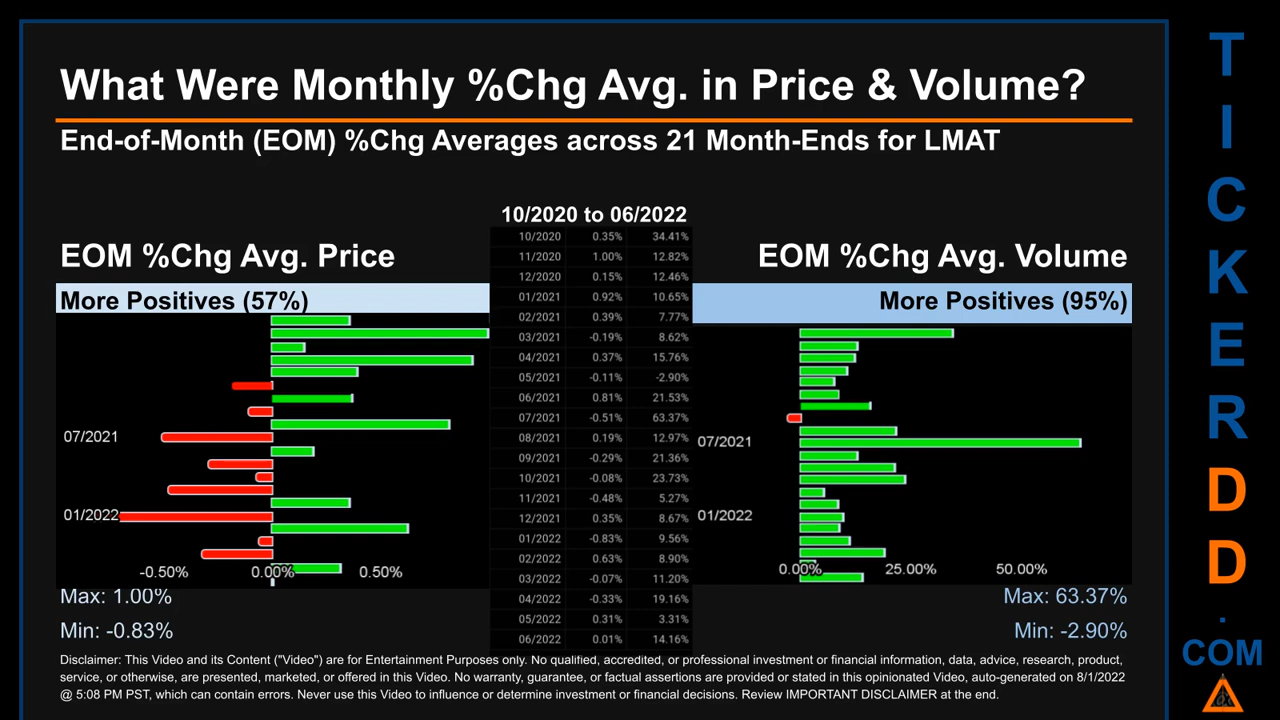 What Were Monthly %Chg Avg. in Price & Volume?
End-of-Month (EOM) %Chg Averages across 21 Month-Ends for LMAT
10/2020 to 06/2022
EOM %Chg Avg. Price
EOM %Chg Avg. Volume
More Positives (57%)
More Positives (95%)
10/2020 0.35% 34.41%
11/2020 1.00% 12.82%
12/2020 0.15% 12.46%
01/2021 0.92% 10.65%
02/2021 0.39% 7.77%
03/2021 -0.19% 8.62%
04/2021 0.37% 15.76%
05/2021 -0.11% -2.90%
06/2021 0.81% 21.53%
07/2021 -0.51% 63.37%
08/2021 0.19% 12.97%
09/2021 -0.29% 21.36%
10/2021 -0.08% 23.73%
11/2021 -0.48% 5.27%
12/2021 0.35% 8.67%
01/2022 -0.83% 9.56%
02/2022 0.63% 8.90%
03/2022 -0.07% 11.20%
04/2022 -0.33% 19.16%
05/2022 0.31% 3.31%
06/2022 0.01% 14.16%
07/2021
01/2022
-0.50% 0.00% 0.50%
07/2021
01/2022
0.00% 25.00% 50.00%
Max: 1.00%
Min: -0.83%
Max: 63.37%
Min: -2.90%
Disclaimer: This Video and its Content ("Video") are for Entertainment Purposes only. No qualified, accredited, or professional investment or financial information, data, advice, research, product,
service, or otherwise, are presented, marketed, or offered in this Video. No warranty, guarantee, or factual assertions are provided or stated in this opinionated Video, auto-generated on 8/1/2022
@ 5:08 PM PST, which can contain errors. Never use this Video to influence or determine investment or financial decisions. Review IMPORTANT DISCLAIMER at the end.
T
I
C
K
E
R
D
D
.
COM